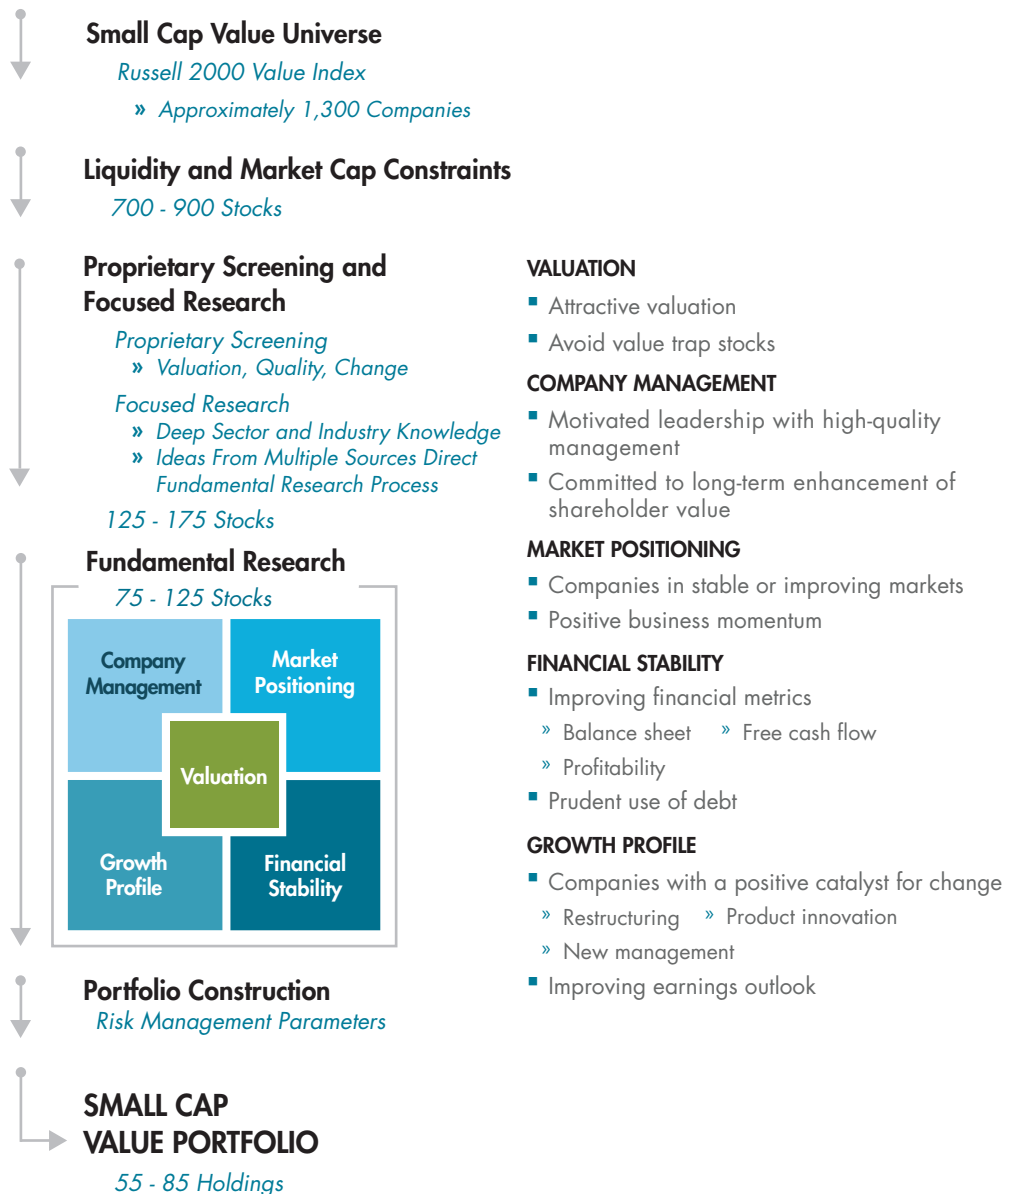 Small Cap Value Universe
Russell 2000 Value Index
» Approximately 1,300 Companies
Liquidity and Market Cap Constraints
700 - 900 Stocks
Proprietary Screening and
Focused Research
Proprietary Screening
» Valuation, Quality, Change
Focused Research
» Deep Sector and Industry Knowledge
» Ideas From Multiple Sources Direct
Fundamental Research Process
125 - 175 Stocks
Fundamental Research
75 - 125 Stocks
Company
Management
Market
Positioning
Valuation
Growth
Profile
Financial
Stability
Portfolio Construction
Risk Management Parameters
SMALL CAP
VALUE PORTFOLIO
55 - 85 Holdings
VALUATION
▪ Attractive valuation
▪ Avoid value trap stocks
COMPANY MANAGEMENT
▪ Motivated leadership with high-quality
management
▪ Committed to long-term enhancement of
shareholder value
MARKET POSITIONING
▪ Companies in stable or improving markets
▪ Positive business momentum
FINANCIAL STABILITY
▪ Improving financial metrics
» Balance sheet » Free cash flow
» Profitability
▪ Prudent use of debt
GROWTH PROFILE
▪ Companies with a positive catalyst for change
» Restructuring » Product innovation
» New management
▪ Improving earnings outlook